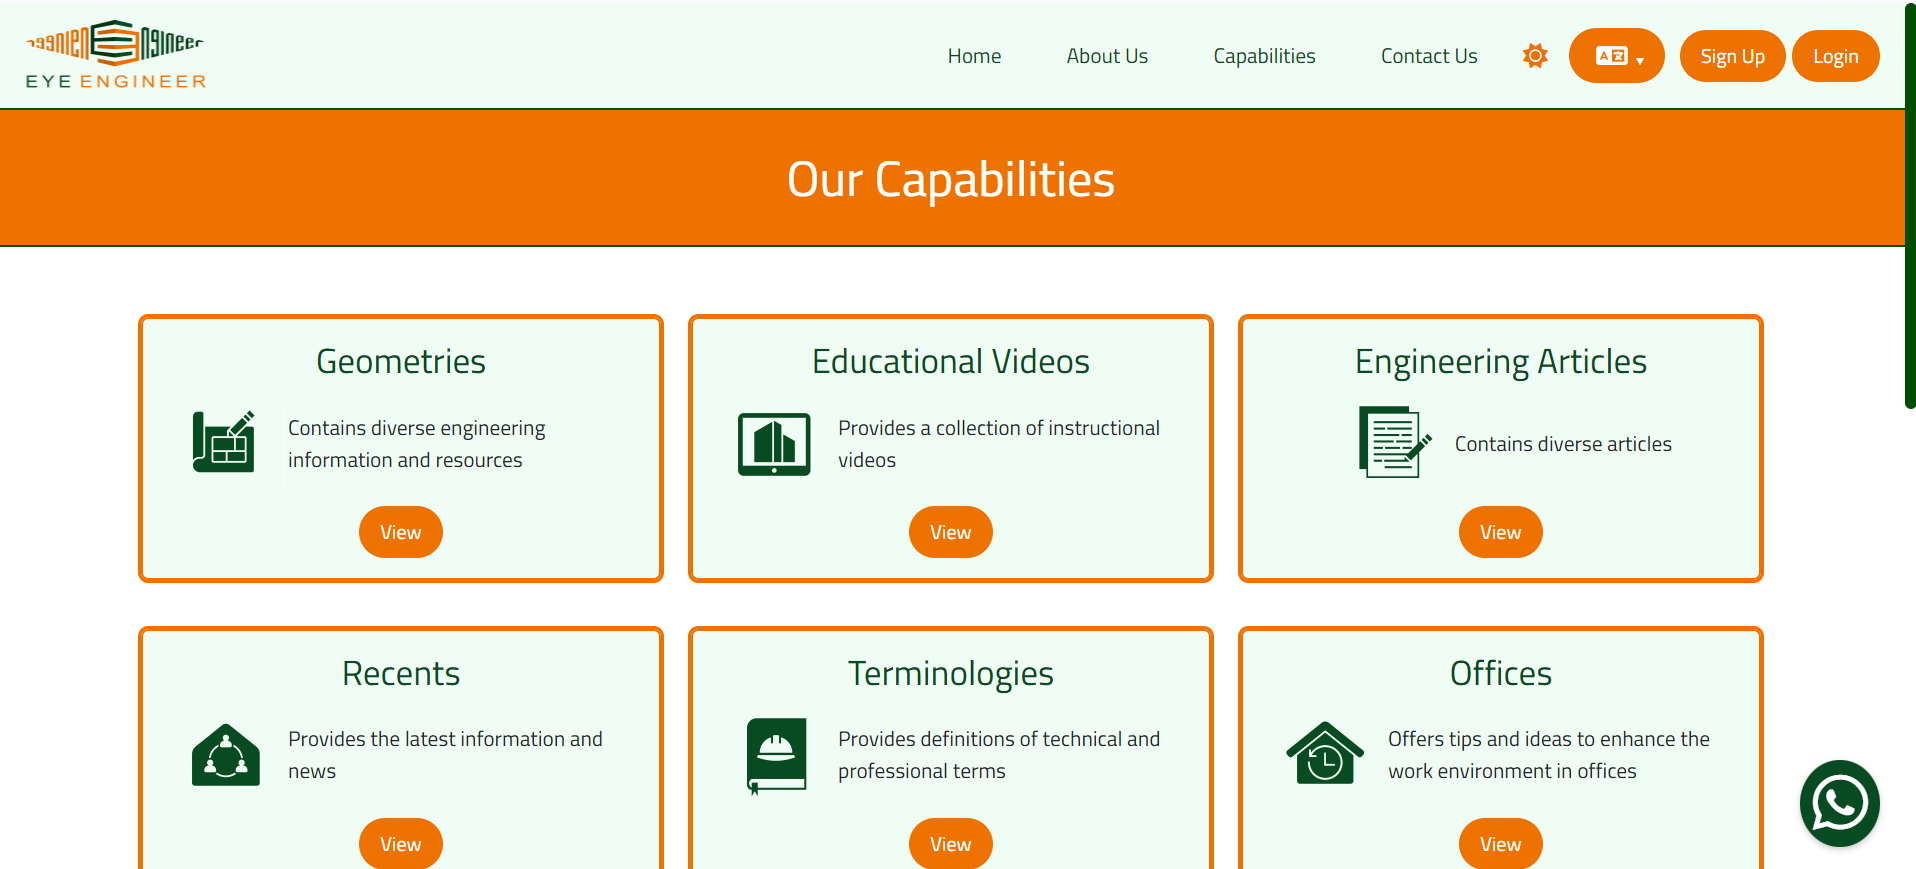 EYE ENGINEER
Home
About Us
Capabilities
Contact Us
Sign Up
Login
Our Capabilities
Geometries
Contains diverse engineering
information and resources
View
Educational Videos
Provides a collection of instructional
videos
View
Engineering Articles
Contains diverse articles
View
Recents
Provides the latest information and
news
View
Terminologies
Provides definitions of technical and
professional terms
View
Offices
Offers tips and ideas to enhance the
work environment in offices
View